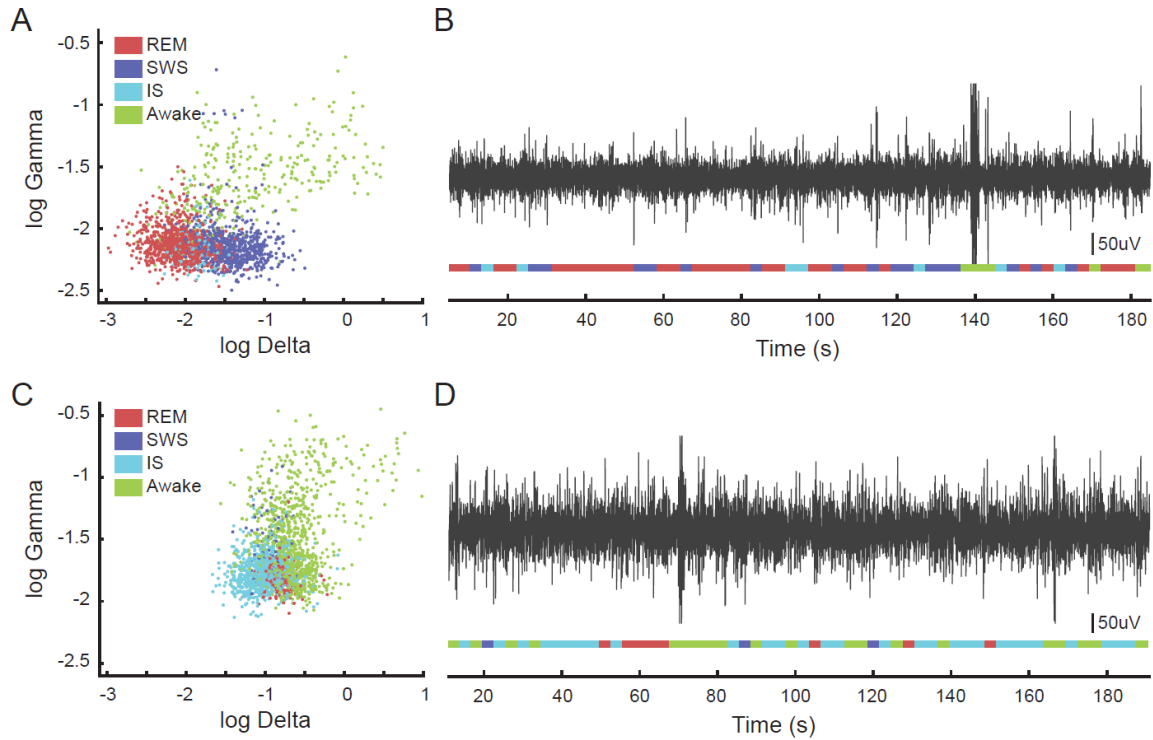 A
-0.5
-1
-1.5
-2
-2.5
log Gamma
REM
SWS
IS
Awake
-3 -2 -1 0 1
log Delta
B
50uV
20 40 60 80 100 120 140 160 180
Time (s)
C
-0.5
-1
-1.5
-2
-2.5
log Gamma
REM
SWS
IS
Awake
-3 -2 -1 0 1
log Delta
D
50uV
20 40 60 80 100 120 140 160 180
Time (s)